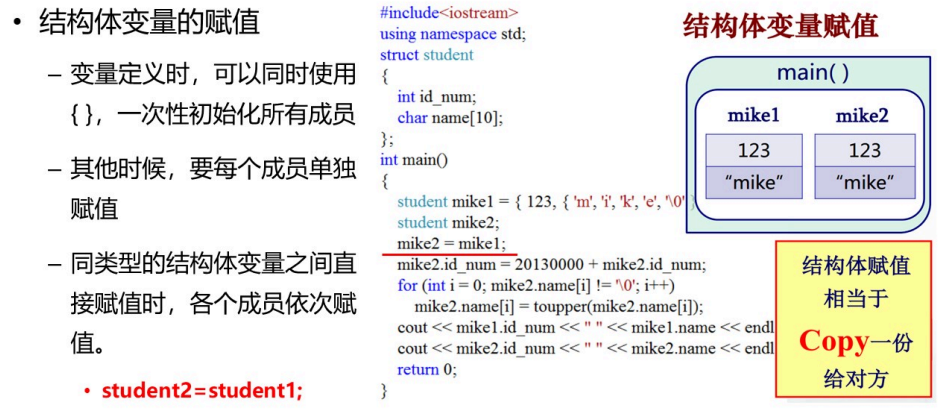 • 结构体变量的赋值
– 变量定义时，可以同时使用
{ }，一次性初始化所有成员
– 其他时候，要每个成员单独
赋值
– 同类型的结构体变量之间直
接赋值时，各个成员依次赋
值。
• student2=student1;
#include<iostream>
using namespace std;
struct student
{
int id_num;
char name[10];
};
int main()
{
student mike1 = { 123, { 'm', 'i', 'k', 'e', '\0' }
student mike2;
mike2 = mike1;
mike2.id_num = 20130000 + mike2.id_num;
for (int i = 0; mike2.name[i] != '\0'; i++)
mike2.name[i] = toupper(mike2.name[i]);
cout << mike1.id_num << " " << mike1.name << endl
cout << mike2.id_num << " " << mike2.name << endl
return 0;
}
结构体变量赋值
main( )
mike1 mike2
123 123
“mike” “mike”
结构体赋值
相当于
Copy一份
给对方